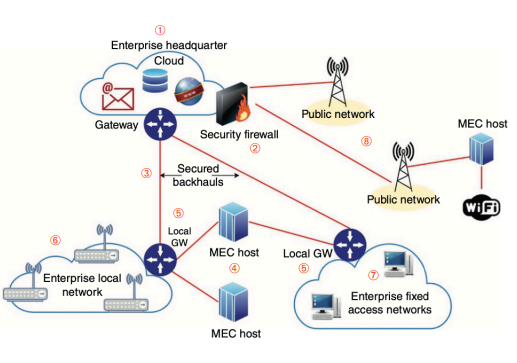 ①
Enterprise headquarter
Cloud
@
Gateway
Security firewall
②
Public network
⑧
MEC host
Public network
WiFi
③
Secured
backhauls
⑤
Local
GW
⑥
Enterprise local
network
MEC host
④
MEC host
Local GW
⑤
⑦
Enterprise fixed
access networks